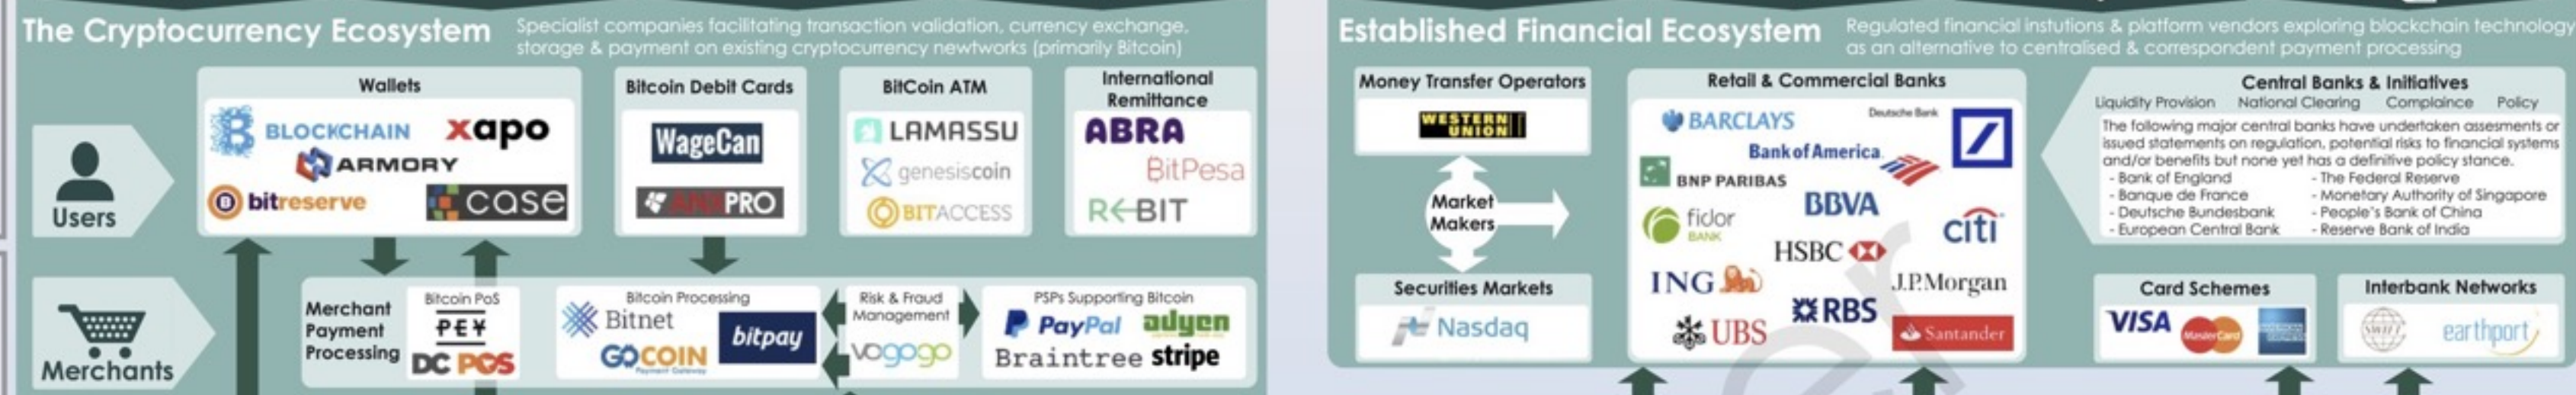 The Cryptocurrency Ecosystem
Specialist companies facilitating transaction validation, currency exchange,
storage & payment on existing cryptocurrency newtworks (primarily Bitcoin)
Users
Wallets
BLOCKCHAIN
xapo
ARMORY
bitreserve
case
Bitcoin Debit Cards
WageCan
ANXPRO
BitCoin ATM
LAMASSU
genesiscoin
BITACCESS
International
Remittance
ABRA
BitPesa
REBIT
Merchants
Merchant
Payment
Processing
Bitcoin PoS
PEY
DC POS
Bitcoin Processing
Bitnet
GOCOIN
Payment Gateway
bitpay
Risk & Fraud
Management
vogogo
PSPs Supporting Bitcoin
PayPal
adyen
Braintree
stripe
Established Financial Ecosystem
Regulated financial instutions & platform vendors exploring blockchain technology
as an alternative to centralised & correspondent payment processing
Money Transfer Operators
WESTERN
UNION
Market
Makers
Securities Markets
Nasdaq
Retail & Commercial Banks
BARCLAYS
Deutsche Bank
Bank of America
BNP PARIBAS
BBVA
fidor
BANK
citi
HSBC
ING
J.P.Morgan
RBS
UBS
Santander
Central Banks & Initiatives
Liquidity Provision National Clearing Complaince Policy
The following major central banks have undertaken assesments or
issued statements on regulation, potential risks to financial systems
and/or benefits but none yet has a definitive policy stance.
- Bank of England
- Banque de France
- Deutsche Bundesbank
- European Central Bank
- The Federal Reserve
- Monetary Authority of Singapore
- People's Bank of China
- Reserve Bank of India
Card Schemes
VISA
MasterCard
Interbank Networks
SWIFT
earthport